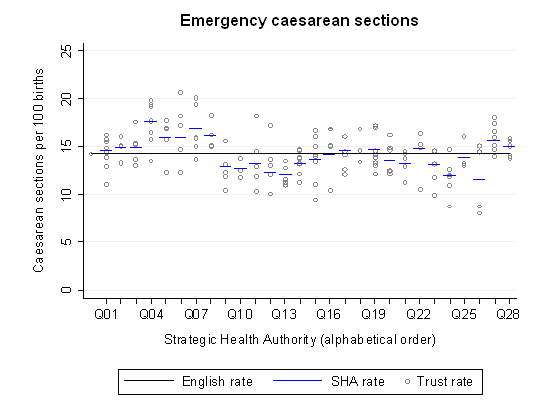 Emergency caesarean sections
Caesarean sections per 100 births
25
20
15
10
5
0
Q01 Q04 Q07 Q10 Q13 Q16 Q19 Q22 Q25 Q28
Strategic Health Authority (alphabetical order)
English rate SHA rate Trust rate